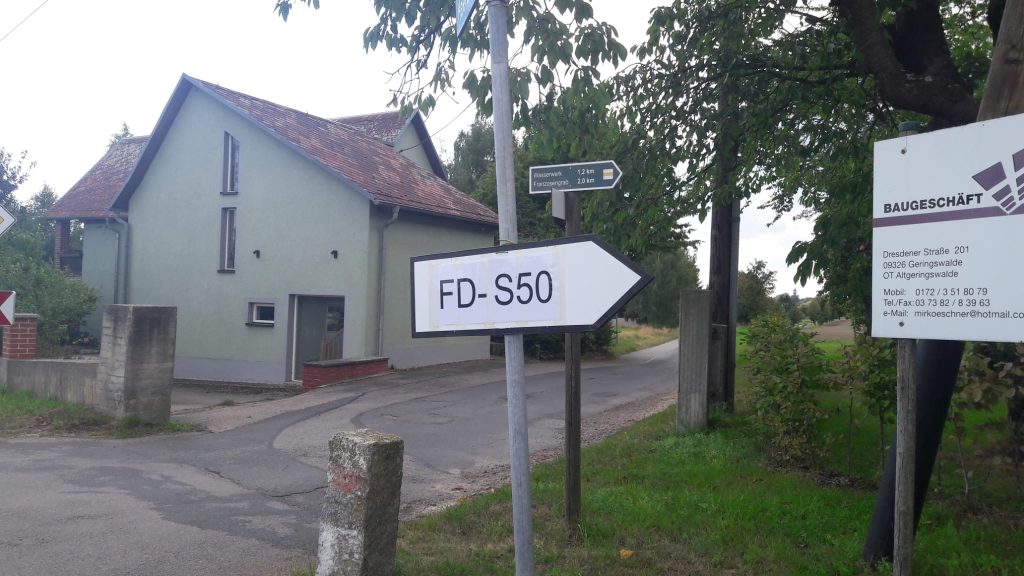 Wasserwerk 1,2 km
Franzosengrab 2,0 km
FD- S50
BAUGESCHÄFT
Dresdener Straße 201
09326 Geringswalde
OT Altgeringswalde
Mobil: 0172 / 3 51 80 79
Tel./Fax: 03 73 82 / 8 39 63
e-Mail: mirkoeschner@hotmail.co